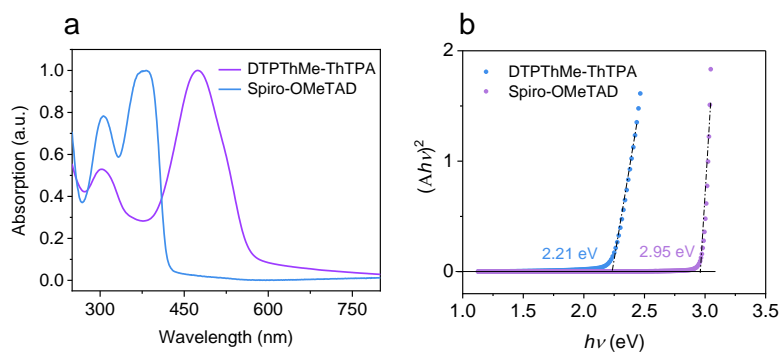 a
1.0
0.8
0.6
0.4
0.2
0.0
Absorption (a.u.)
DTPThMe-ThTPA
Spiro-OMeTAD
300
450
600
750
Wavelength (nm)
b
2
1
0
(Ahν)²
DTPThMe-ThTPA
Spiro-OMeTAD
2.21 eV
2.95 eV
1.0
1.5
2.0
2.5
3.0
3.5
hν (eV)